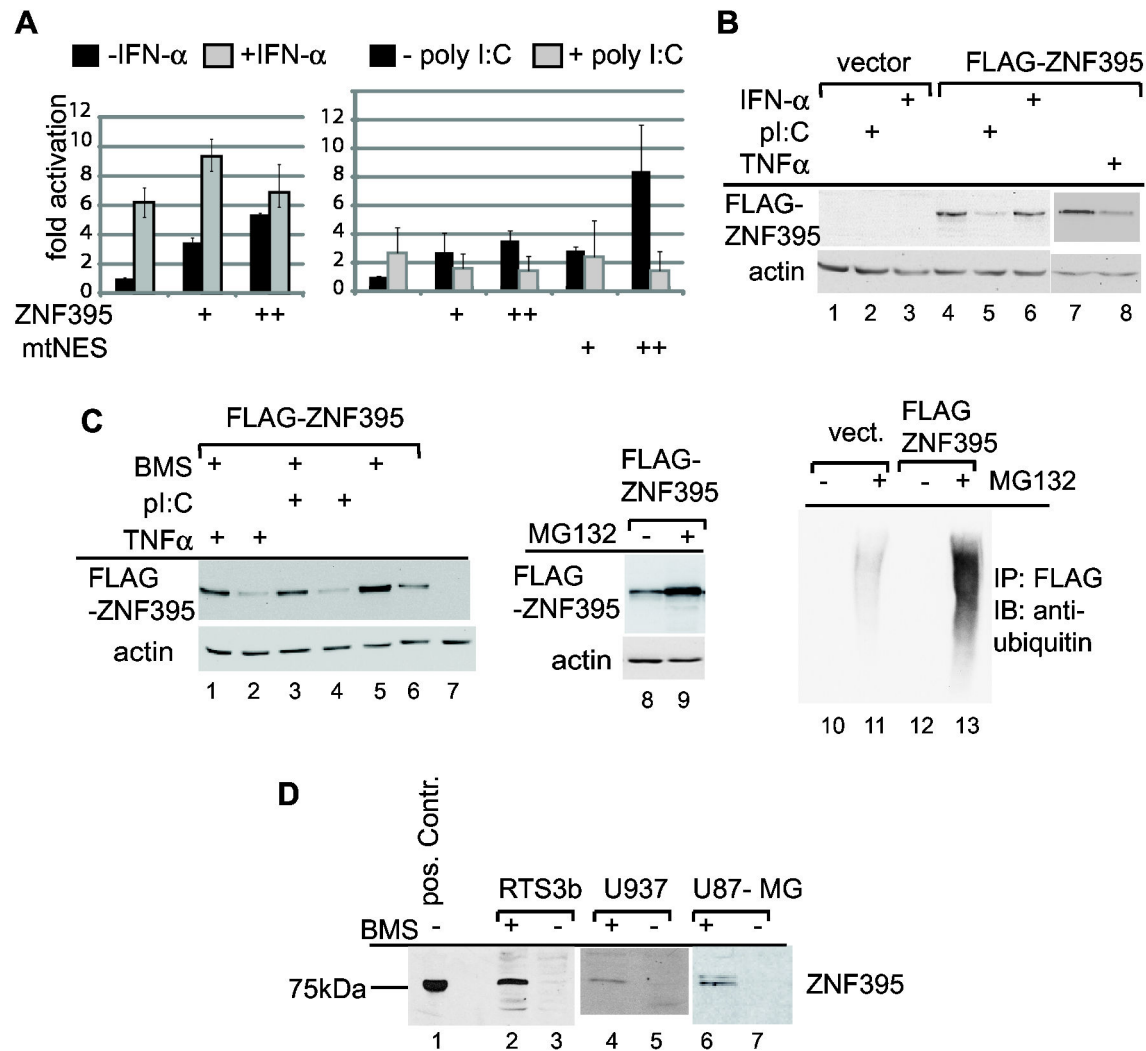 A
-IFN-α +IFN-α
- poly I:C + poly I:C
fold activation
12
10
8
6
4
2
0
12
10
8
6
4
2
0
ZNF395 + ++ + ++
mtNES + ++
B
vector FLAG-ZNF395
IFN-α + +
pI:C + +
TNFα +
FLAG-
ZNF395
actin
1 2 3 4 5 6 7 8
C
FLAG-ZNF395
BMS + + +
pI:C + +
TNFα + +
FLAG
-ZNF395
actin
1 2 3 4 5 6 7
FLAG-
ZNF395
MG132 - +
FLAG
-ZNF395
actin
8 9
vect. FLAG
ZNF395
- + - + MG132
IP: FLAG
IB: anti-
ubiquitin
10 11 12 13
D
pos. Contr.
RTS3b U937 U87- MG
BMS - + - + - + -
75kDa
ZNF395
1 2 3 4 5 6 7